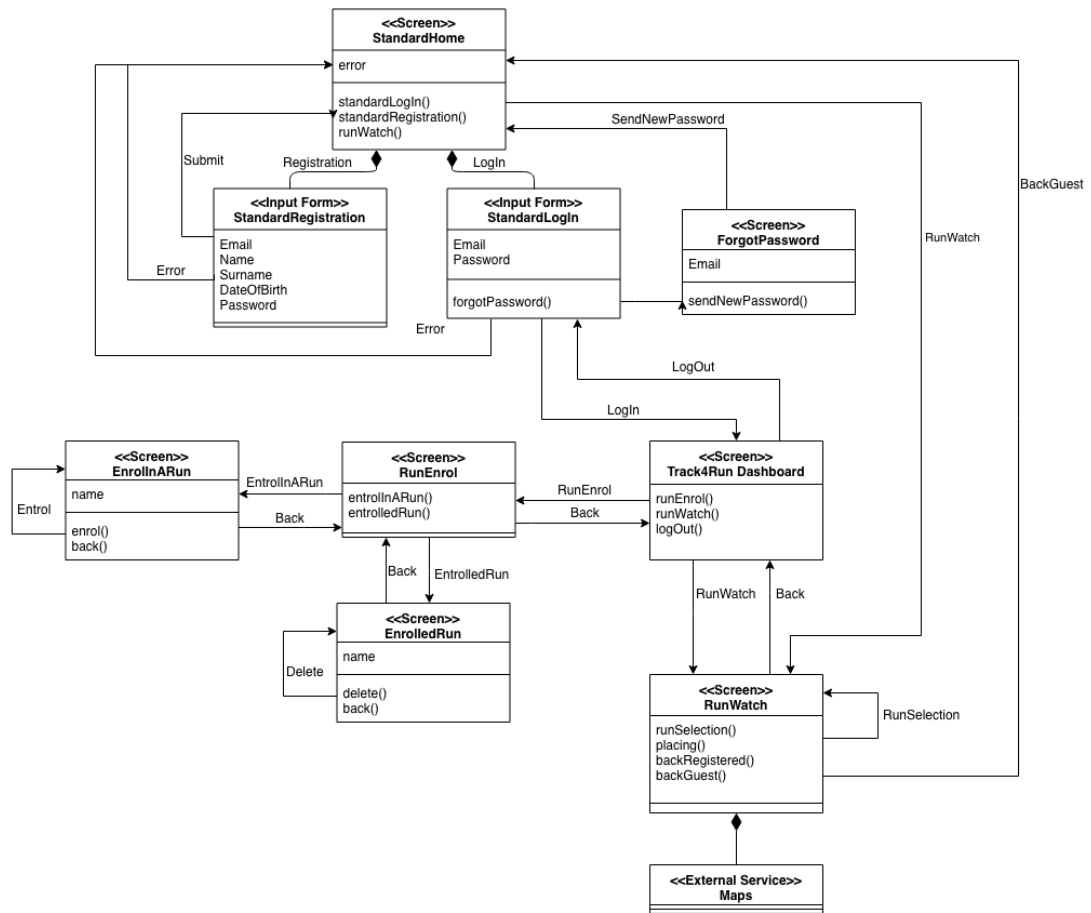 <<Screen>>
StandardHome
error
standardLogIn()
standardRegistration()
runWatch()
SendNewPassword
Submit
Registration
LogIn
BackGuest
<<Input Form>>
StandardRegistration
Email
Name
Surname
DateOfBirth
Password
<<Input Form>>
StandardLogIn
Email
Password
forgotPassword()
<<Screen>>
ForgotPassword
Email
sendNewPassword()
RunWatch
Error
Error
LogOut
LogIn
<<Screen>>
EnrolInARun
name
enrol()
back()
Entrol
EntrolInARun
Back
<<Screen>>
RunEnrol
entrolInARun()
entrolledRun()
RunEnrol
Back
<<Screen>>
Track4Run Dashboard
runEnrol()
runWatch()
logOut()
Back
EntrolledRun
RunWatch
Back
<<Screen>>
EnrolledRun
name
delete()
back()
Delete
<<Screen>>
RunWatch
runSelection()
placing()
backRegistered()
backGuest()
RunSelection
<<External Service>>
Maps